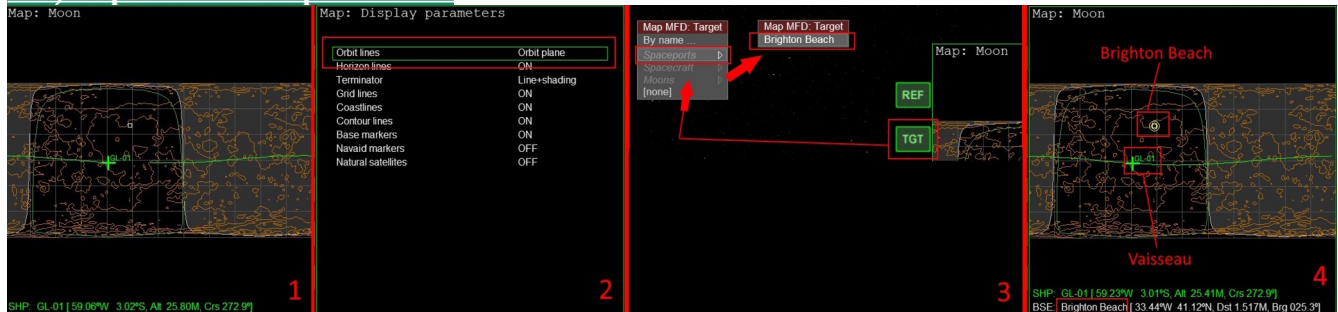 Map: Moon
GL-01
SHP: GL-01 [ 59.06°W 3.02°S, Alt 25.80M, Crs 272.9°]
1
Map: Display parameters
Orbit lines Orbit plane
Horizon lines ON
Terminator Line+shading
Grid lines ON
Coastlines ON
Contour lines ON
Base markers ON
Navaid markers OFF
Natural satellites OFF
2
Map MFD: Target
By name ...
Spaceports
Spacecraft
Moons
[none]
Map MFD: Target
Brighton Beach
REF
TGT
Map: Moon
3
Map: Moon
Brighton Beach
GL-01
Vaisseau
4
SHP: GL-01 [ 59.23°W 3.01°S, Alt 25.41M, Crs 272.9°]
BSE: Brighton Beach [ 33.44°W 41.12°N, Dst 1.517M, Brg 025.3°]